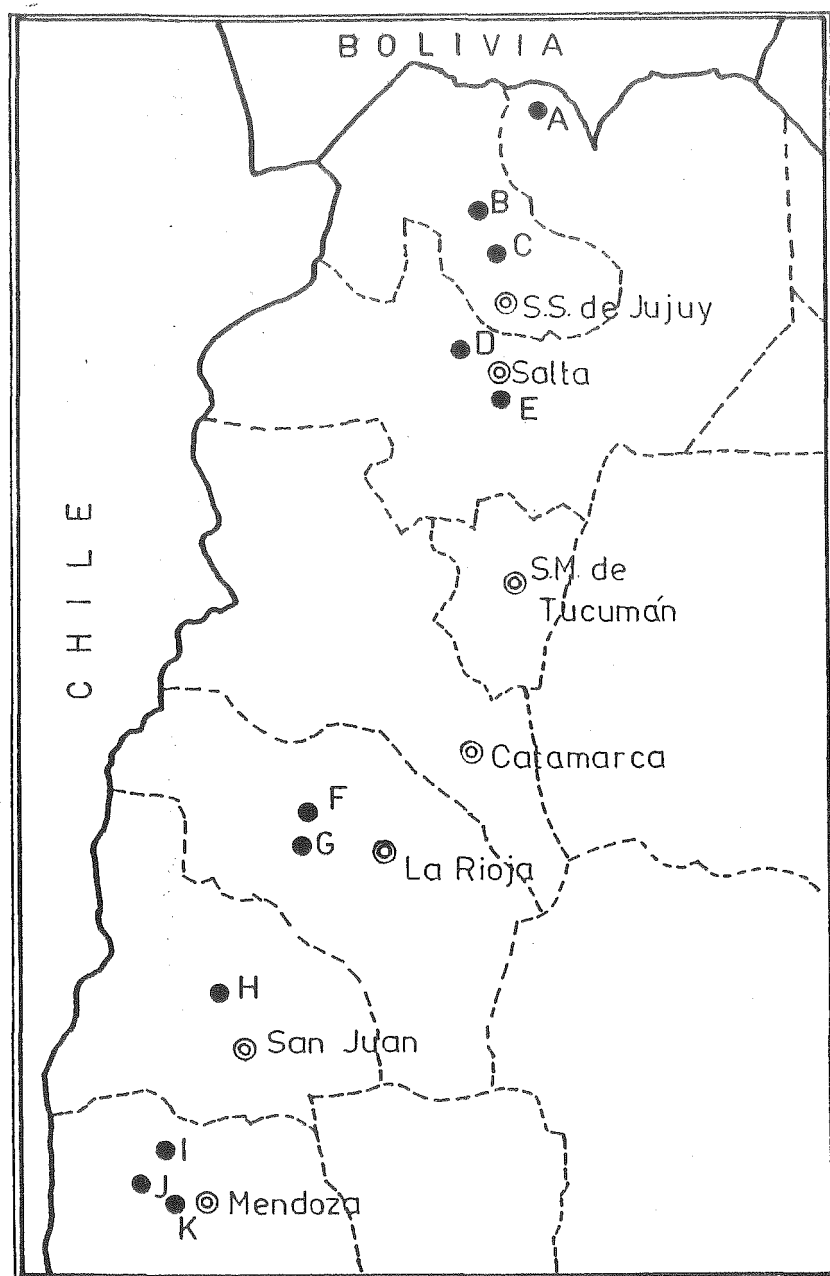 BOLIVIA
A
B
C
S.S. de Jujuy
D
Salta
E
CHILE
S.M. de
Tucumán
Catamarca
F
G
La Rioja
H
San Juan
I
J
Mendoza
K